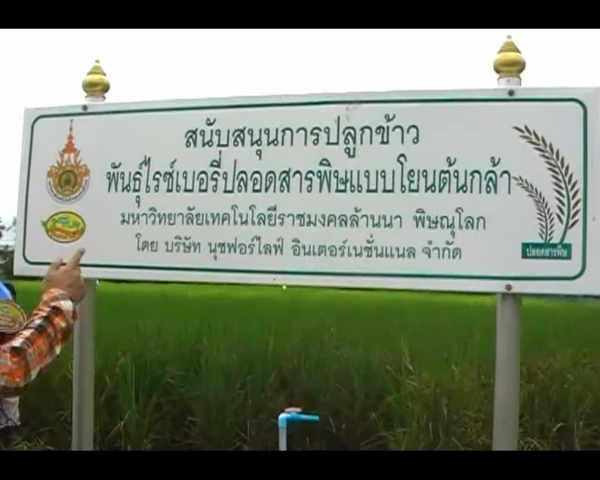 สนับสนุนการปลูกข้าว
พันธุ์ไรซ์เบอรี่ปลอดสารพิษแบบโยนต้นกล้า
มหาวิทยาลัยเทคโนโลยีราชมงคลล้านนา พิษณุโลก
โดย บริษัท นุชฟอร์ไลฟ์ อินเตอร์เนชั่นแนล จำกัด
ปลอดสารพิษ